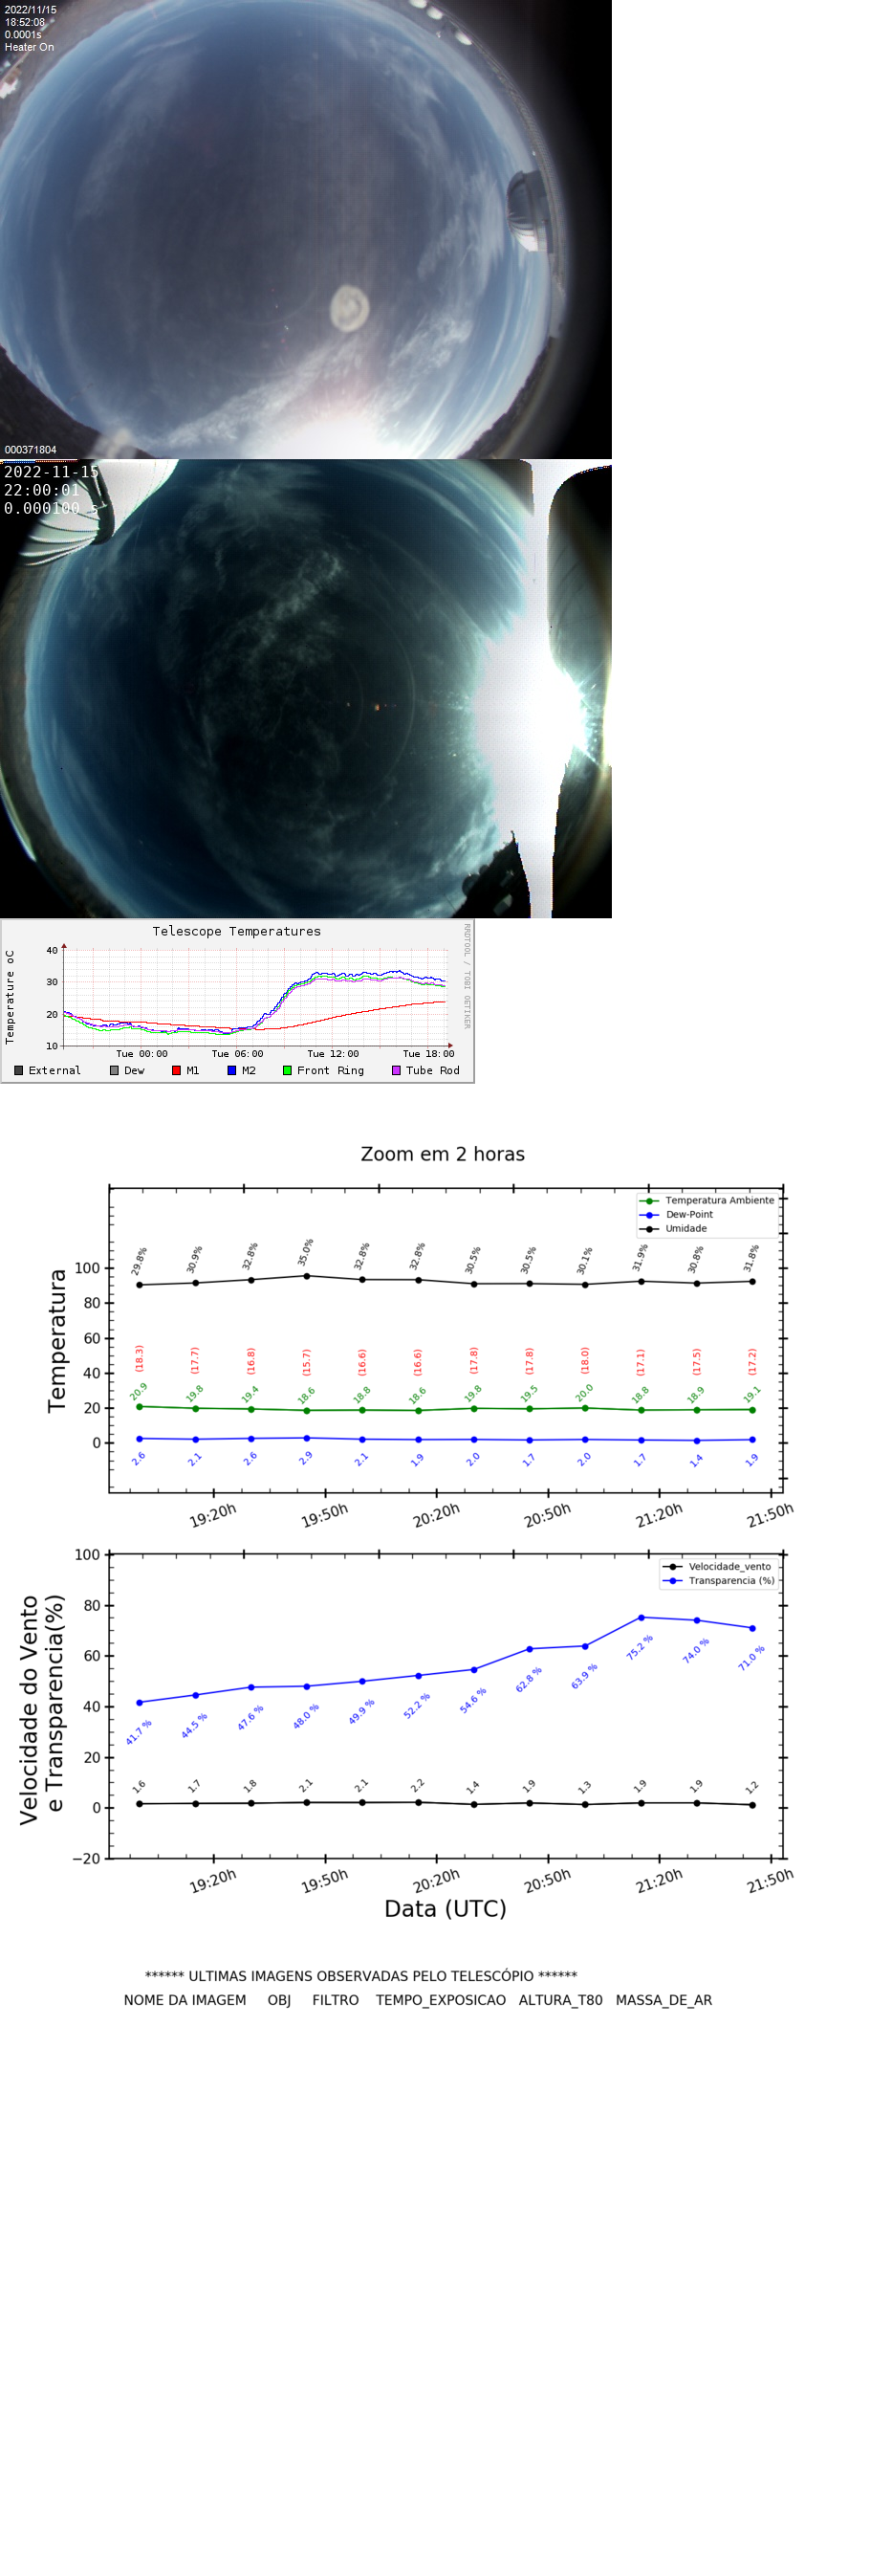 2022/11/15
18:52:08
0.0001s
Heater On
000371804
2022-11-15
22:00:01
0.000100 s
Telescope Temperatures
RRDTOOL / TOBI OETIKER
Temperature oC
40
30
20
10
Tue 00:00 Tue 06:00 Tue 12:00 Tue 18:00
External Dew M1 M2 Front Ring Tube Rod
Zoom em 2 horas
Temperatura Ambiente
Dew-Point
Umidade
Temperatura
100
80
60
40
20
0
29.8% 30.9% 32.8% 35.0% 32.8% 32.8% 30.5% 30.5% 30.1% 31.9% 30.8% 31.8%
(18.3) (17.7) (16.8) (15.7) (16.6) (16.6) (17.8) (17.8) (18.0) (17.1) (17.5) (17.2)
20.9 19.8 19.4 18.6 18.8 18.6 19.8 19.5 20.0 18.8 18.9 19.1
2.6 2.1 2.6 2.9 2.1 1.9 2.0 1.7 2.0 1.7 1.4 1.9
19:20h 19:50h 20:20h 20:50h 21:20h 21:50h
Velocidade_vento
Transparencia (%)
Velocidade do Vento
e Transparencia(%)
100
80
60
40
20
0
−20
41.7 % 44.5 % 47.6 % 48.0 % 49.9 % 52.2 % 54.6 % 62.8 % 63.9 % 75.2 % 74.0 % 71.0 %
1.6 1.7 1.8 2.1 2.1 2.2 1.4 1.9 1.3 1.9 1.9 1.2
19:20h 19:50h 20:20h 20:50h 21:20h 21:50h
Data (UTC)
****** ULTIMAS IMAGENS OBSERVADAS PELO TELESCÓPIO ******
NOME DA IMAGEM OBJ FILTRO TEMPO_EXPOSICAO ALTURA_T80 MASSA_DE_AR